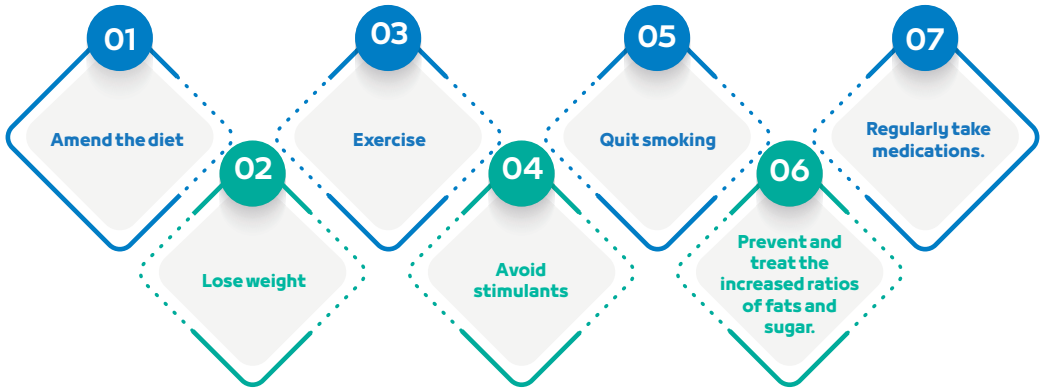 01
Amend the diet
02
Lose weight
03
Exercise
04
Avoid
stimulants
05
Quit smoking
06
Prevent and
treat the
increased ratios
of fats and
sugar.
07
Regularly take
medications.